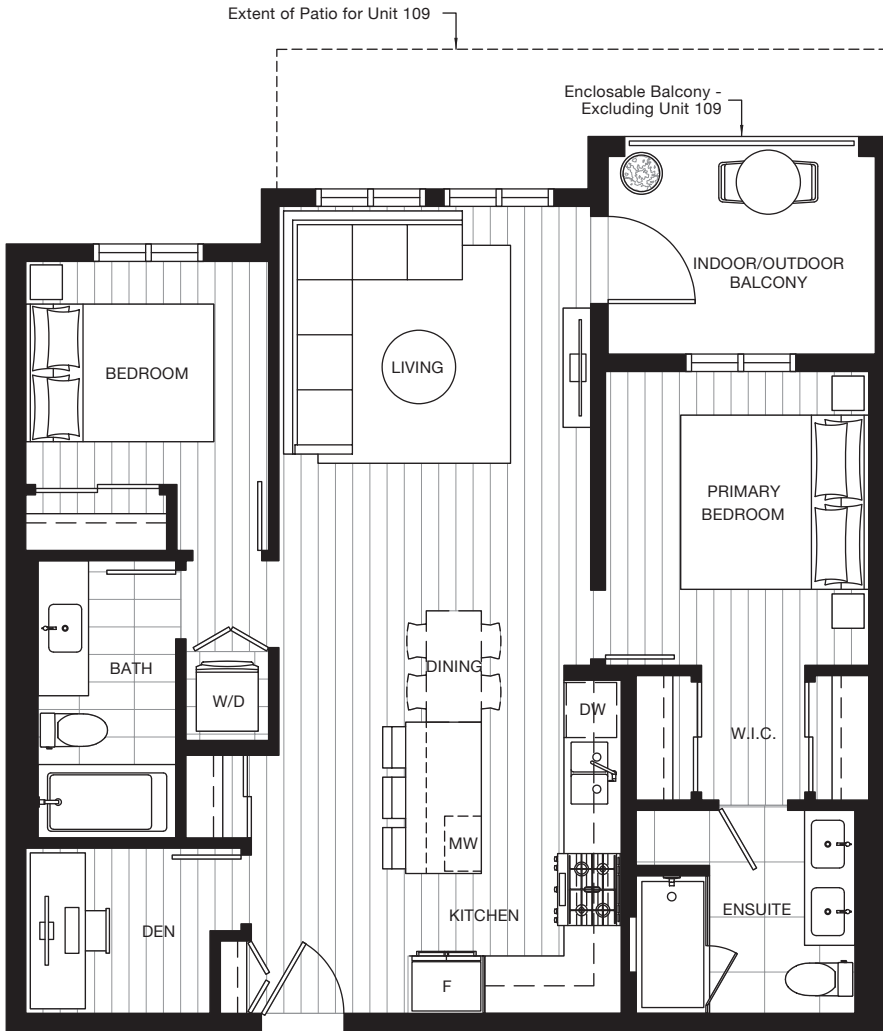 Extent of Patio for Unit 109
Enclosable Balcony -
Excluding Unit 109
INDOOR/OUTDOOR
BALCONY
BEDROOM
LIVING
PRIMARY
BEDROOM
BATH
DINING
W/D
DW
W.I.C.
MW
KITCHEN
ENSUITE
DEN
F